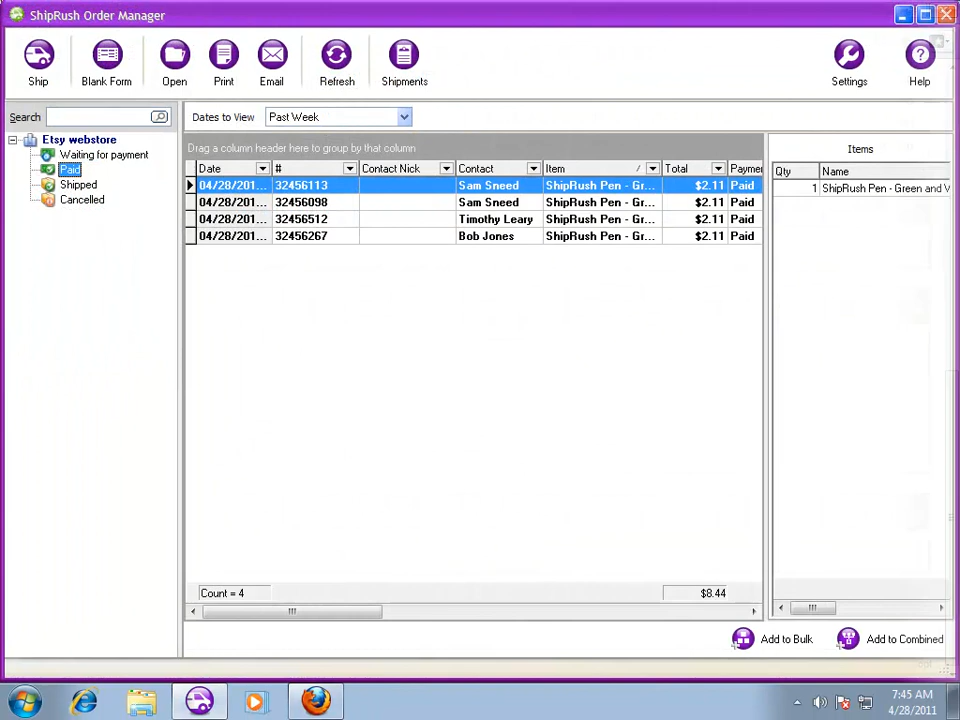 ShipRush Order Manager
Ship Blank Form Open Print Email Refresh Shipments Settings Help
Search Dates to View Past Week
Etsy webstore
Waiting for payment
Paid
Shipped
Cancelled
Drag a column header here to group by that column
Date # Contact Nick Contact Item / Total Paymer
04/28/201... 32456113 Sam Sneed ShipRush Pen - Gr... $2.11 Paid
04/28/201... 32456098 Sam Sneed ShipRush Pen - Gr... $2.11 Paid
04/28/201... 32456512 Timothy Leary ShipRush Pen - Gr... $2.11 Paid
04/28/201... 32456267 Bob Jones ShipRush Pen - Gr... $2.11 Paid
Count = 4 $8.44
Items
Qty Name
1 ShipRush Pen - Green and V
Add to Bulk Add to Combined
7:45 AM
4/28/2011